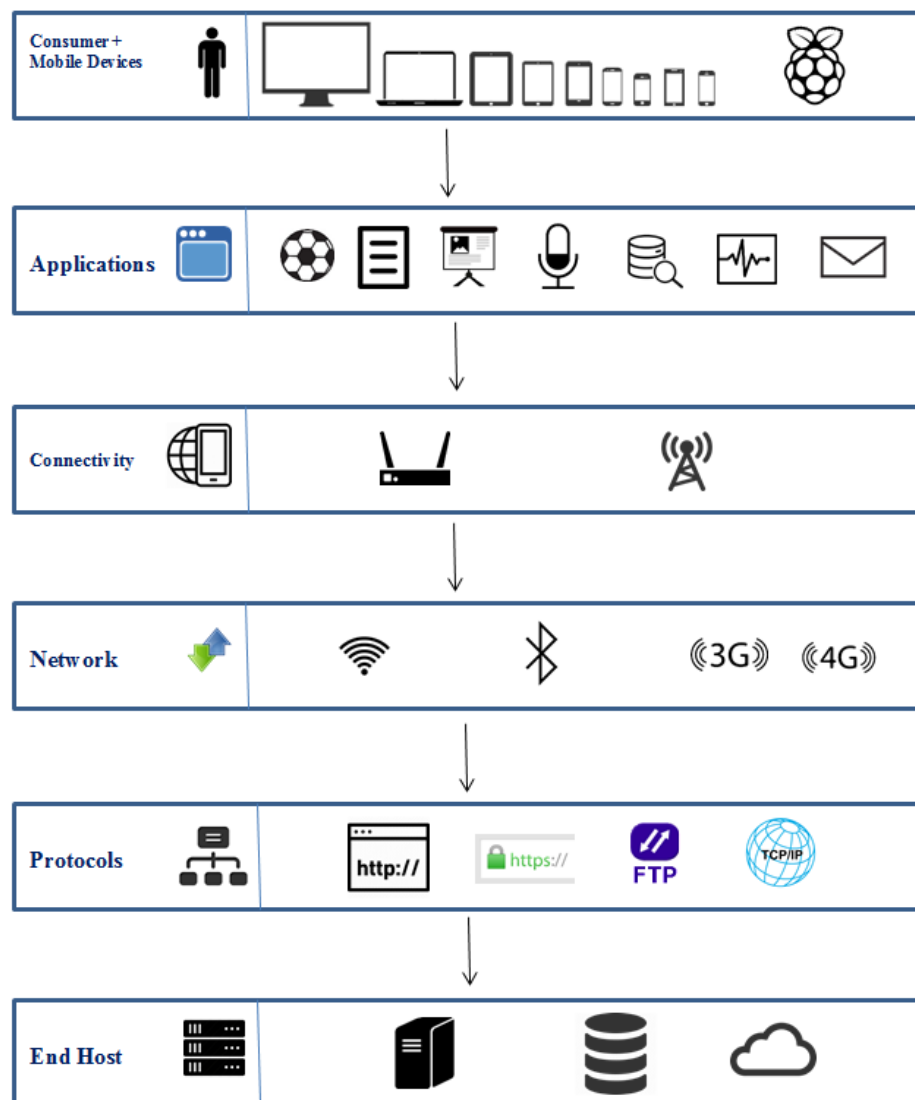 Consumer +
Mobile Devices
Applications
Connectivity
Network
3G
4G
Protocols
http://
https://
FTP
TCP/IP
End Host